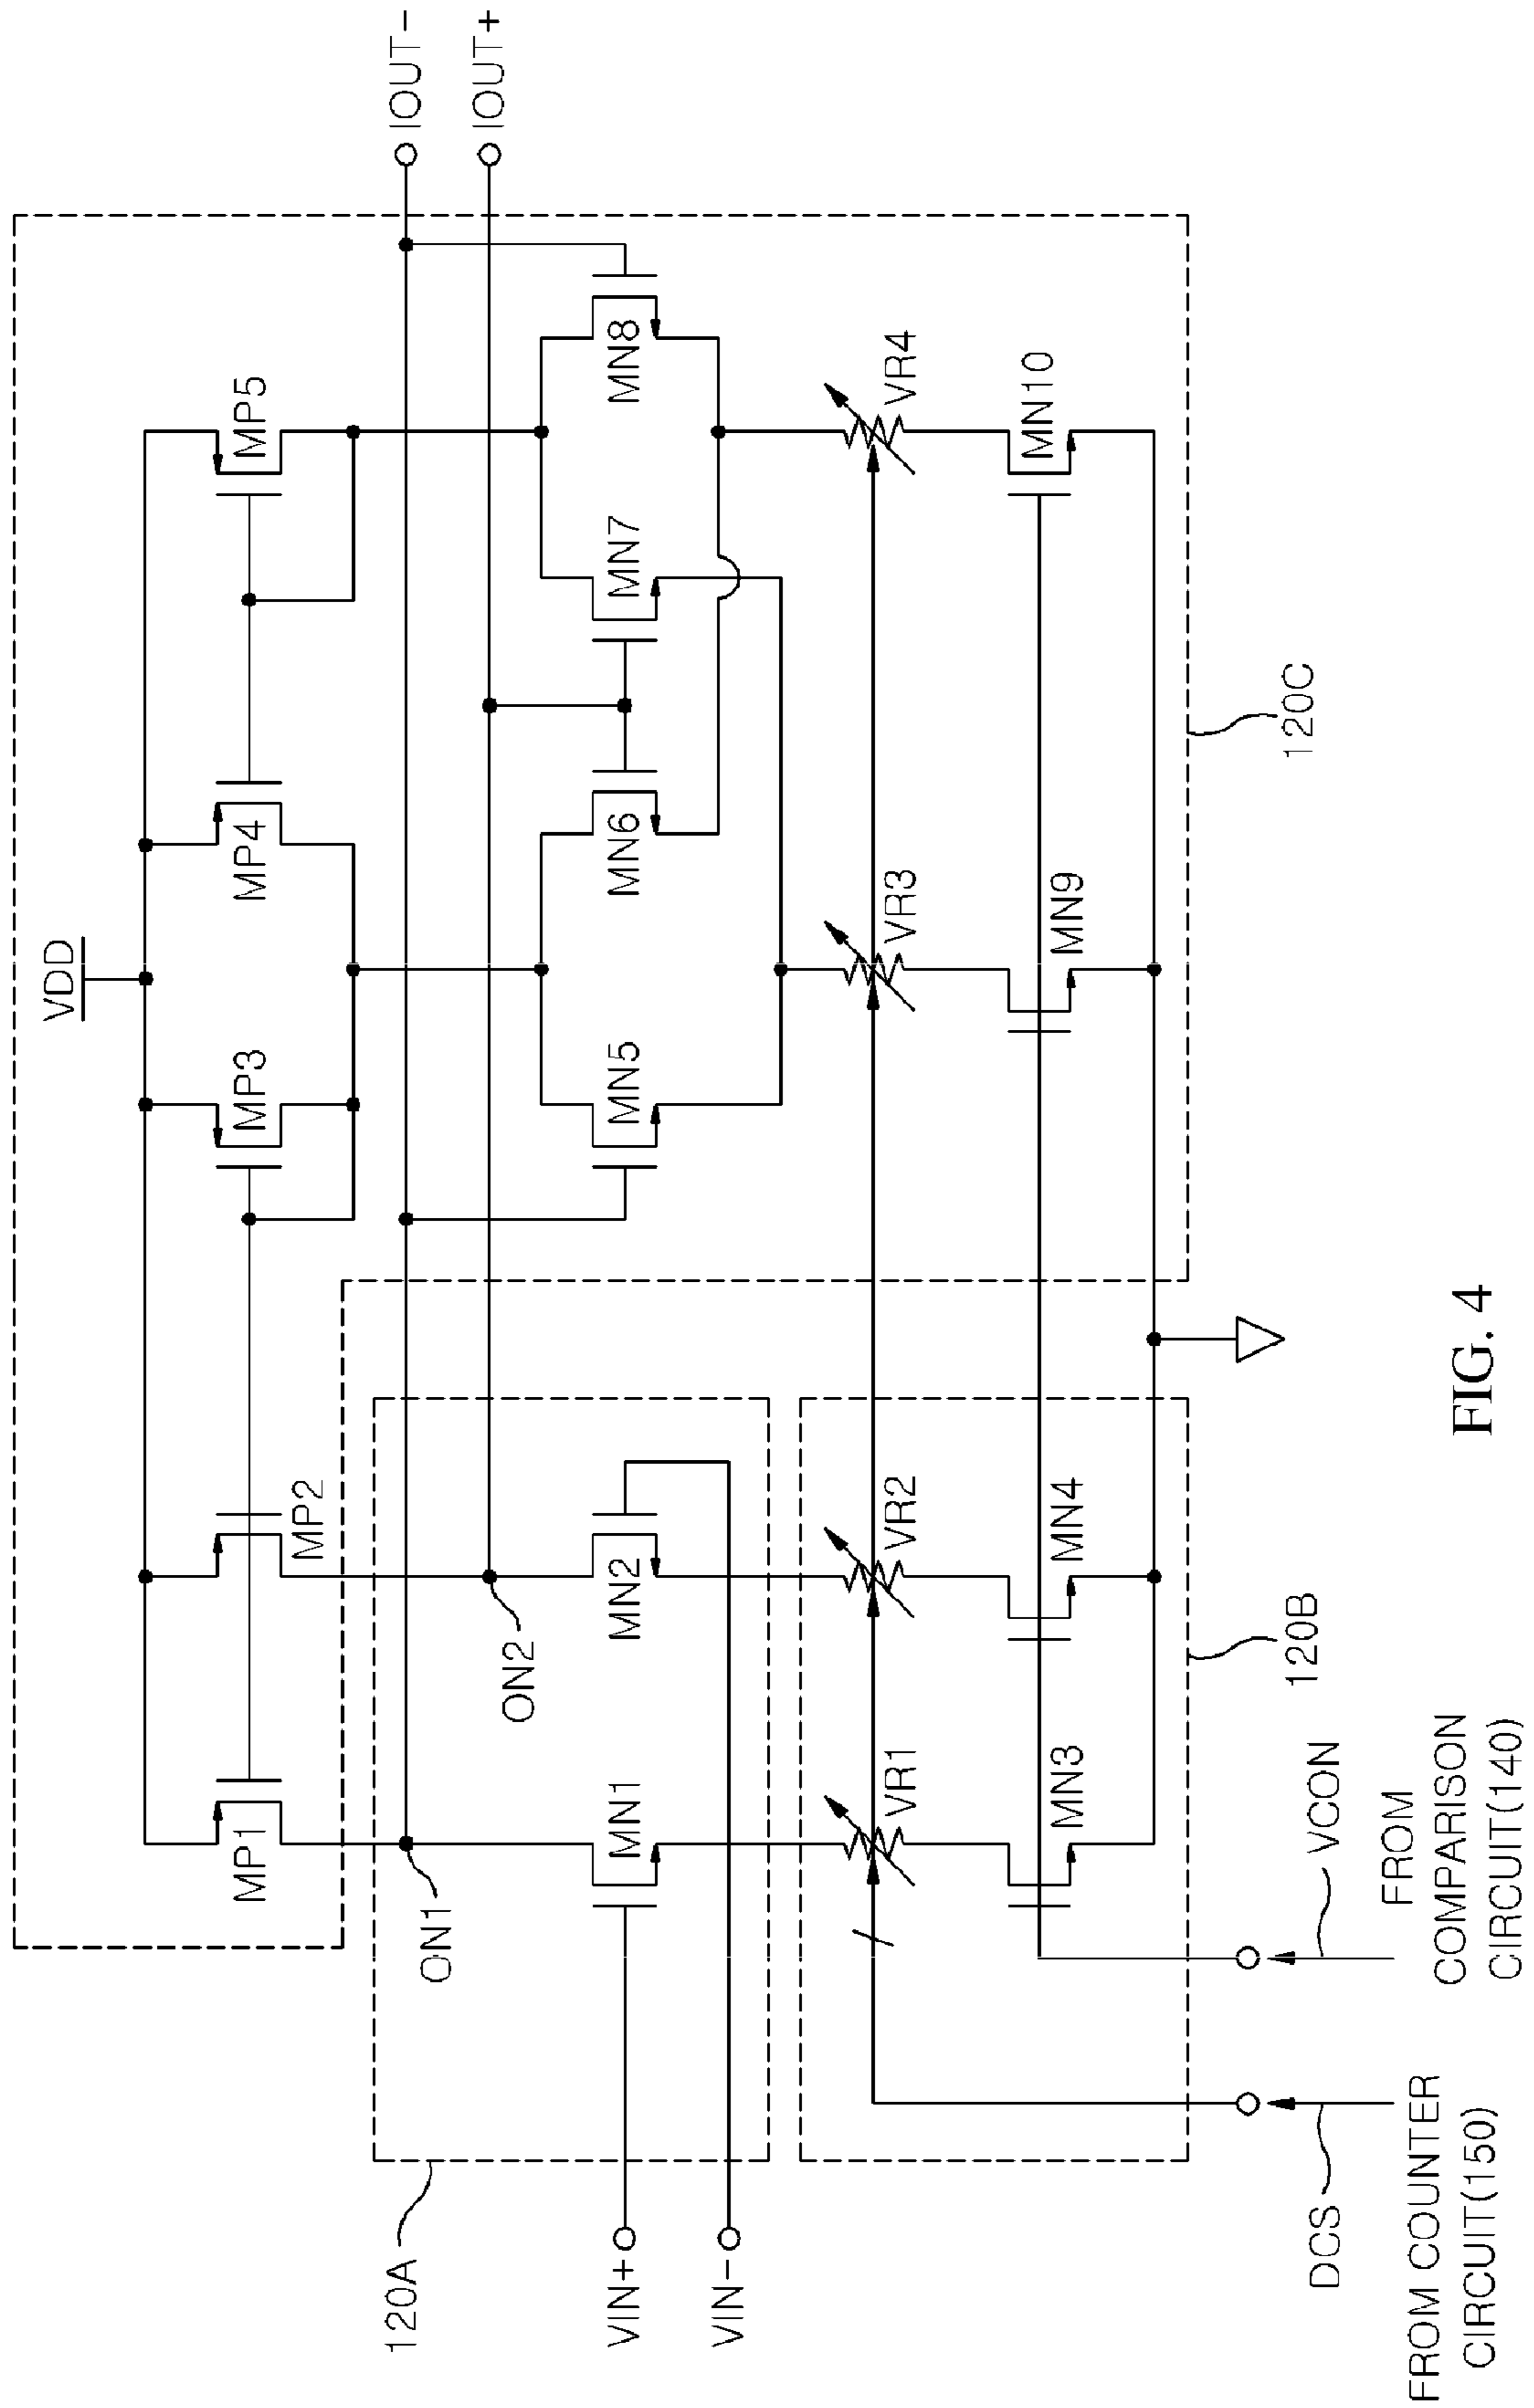 VDD
MP1
MP2
MP3
MP4
MP5
IOUT-
IOUT+
ON1
ON2
120A
VIN+
VIN-
MN1
MN2
MN5
MN6
MN7
MN8
VR1
VR2
VR3
VR4
MN3
MN4
MN9
MN10
120B
120C
DCS
FROM COUNTER
CIRCUIT(150)
VCON
FROM
COMPARISON
CIRCUIT(140)
FIG. 4